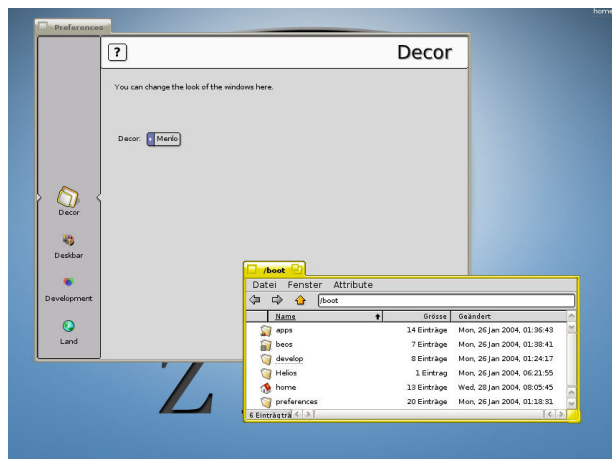 home
Preferences
?
Decor
You can change the look of the windows here.
Decor:
Menlo
Decor
Deskbar
Development
Land
Z
/boot
Datei Fenster Attribute
/boot
Name Grösse Geändert
apps 14 Einträge Mon, 26 Jan 2004, 01:36:43
beos 7 Einträge Mon, 26 Jan 2004, 01:38:41
develop 8 Einträge Mon, 26 Jan 2004, 01:24:17
Helios 1 Eintrag Mon, 26 Jan 2004, 06:21:55
home 13 Einträge Wed, 28 Jan 2004, 08:05:45
preferences 20 Einträge Mon, 26 Jan 2004, 01:18:31
6 Einträgträ